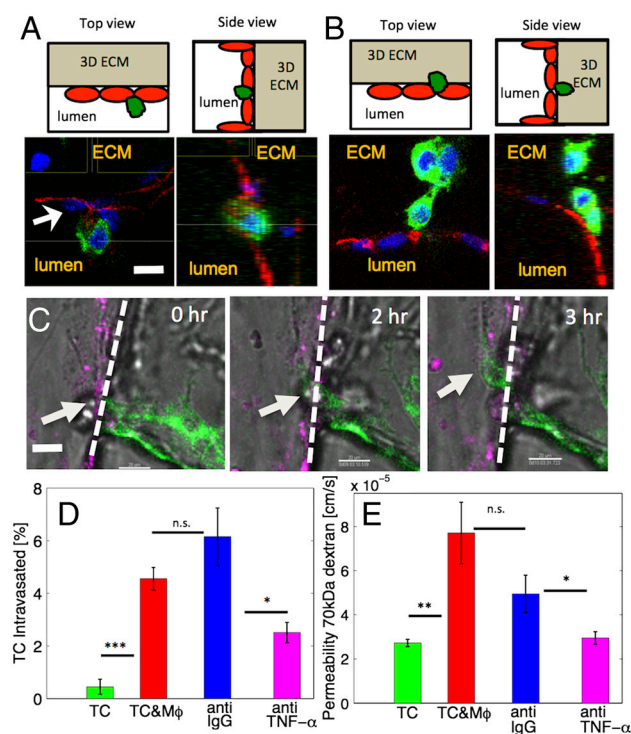 A
Top view
Side view
3D ECM
lumen
lumen
3D
ECM
ECM
lumen
ECM
lumen
B
Top view
Side view
3D ECM
lumen
lumen
3D
ECM
ECM
lumen
ECM
lumen
C
0 hr
2 hr
3 hr
D
TC Intravasated [%]
8
6
4
2
0
***
n.s.
*
TC
TC&Mϕ
anti
IgG
anti
TNF-α
E
Permeability 70kDa dextran [cm/s]
x 10⁻⁵
8
6
4
2
0
**
n.s.
*
TC
TC&Mϕ
anti
IgG
anti
TNF-α